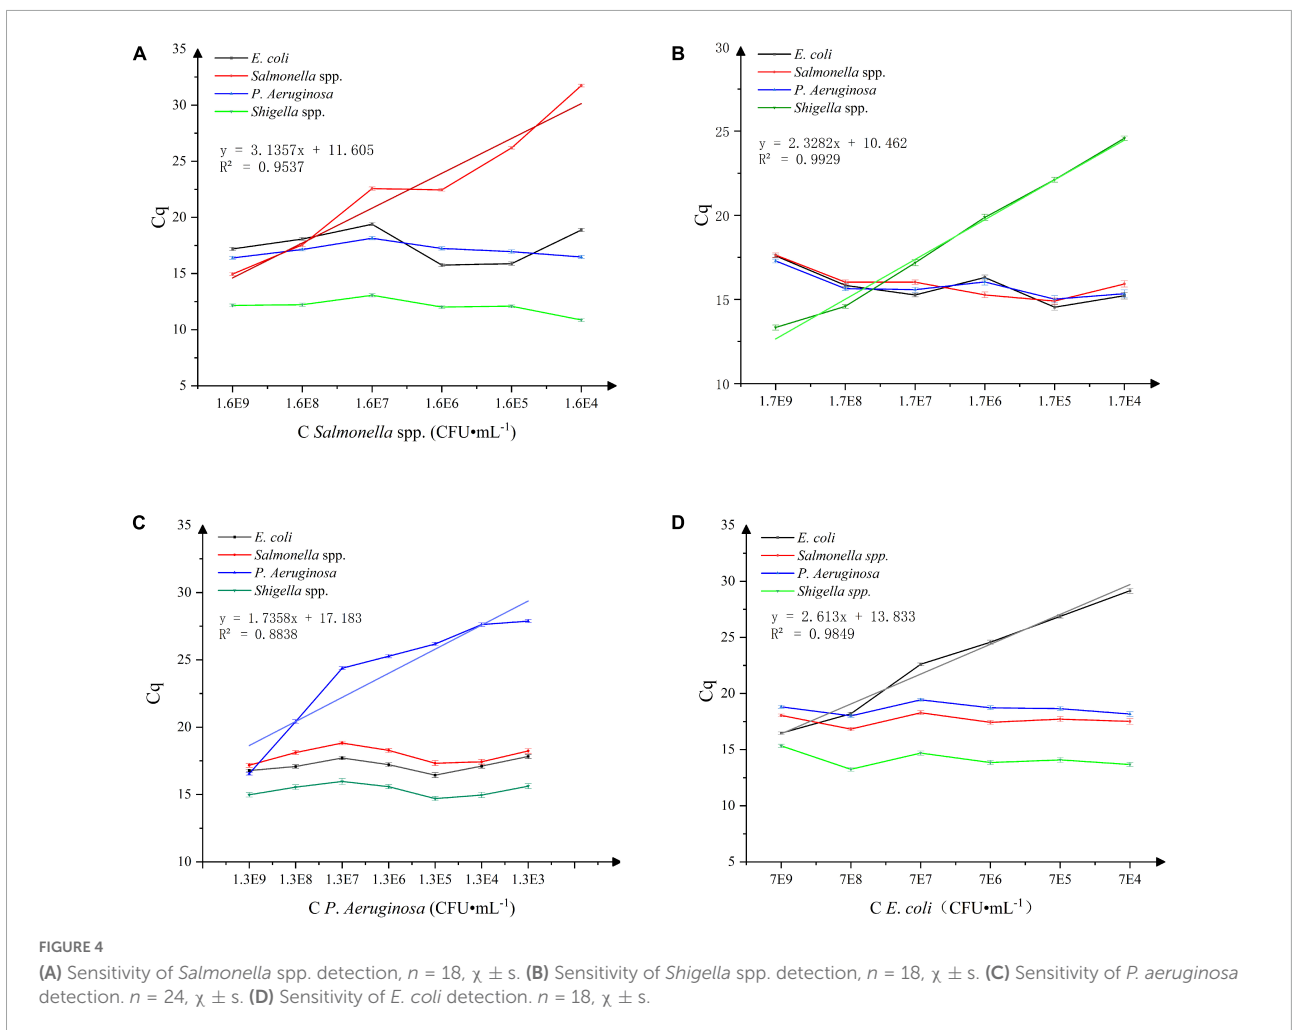 A
35
30
25
20
15
10
5
Cq
E. coli
Salmonella spp.
P. Aeruginosa
Shigella spp.
y = 3.1357x + 11.605
R² = 0.9537
1.6E9 1.6E8 1.6E7 1.6E6 1.6E5 1.6E4
C Salmonella spp. (CFU•mL⁻¹)
B
30
25
20
15
10
Cq
E. coli
Salmonella spp.
P. Aeruginosa
Shigella spp.
y = 2.3282x + 10.462
R² = 0.9929
1.7E9 1.7E8 1.7E7 1.7E6 1.7E5 1.7E4
C
35
30
25
20
15
10
Cq
E. coli
Salmonella spp.
P. Aeruginosa
Shigella spp.
y = 1.7358x + 17.183
R² = 0.8838
1.3E9 1.3E8 1.3E7 1.3E6 1.3E5 1.3E4 1.3E3
C P. Aeruginosa (CFU•mL⁻¹)
D
35
30
25
20
15
10
5
Cq
E. coli
Salmonella spp.
P. Aeruginosa
Shigella spp.
y = 2.613x + 13.833
R² = 0.9849
7E9 7E8 7E7 7E6 7E5 7E4
C E. coli（CFU•mL⁻¹）
FIGURE 4
(A) Sensitivity of Salmonella spp. detection, n = 18, χ ± s. (B) Sensitivity of Shigella spp. detection, n = 18, χ ± s. (C) Sensitivity of P. aeruginosa
detection. n = 24, χ ± s. (D) Sensitivity of E. coli detection. n = 18, χ ± s.